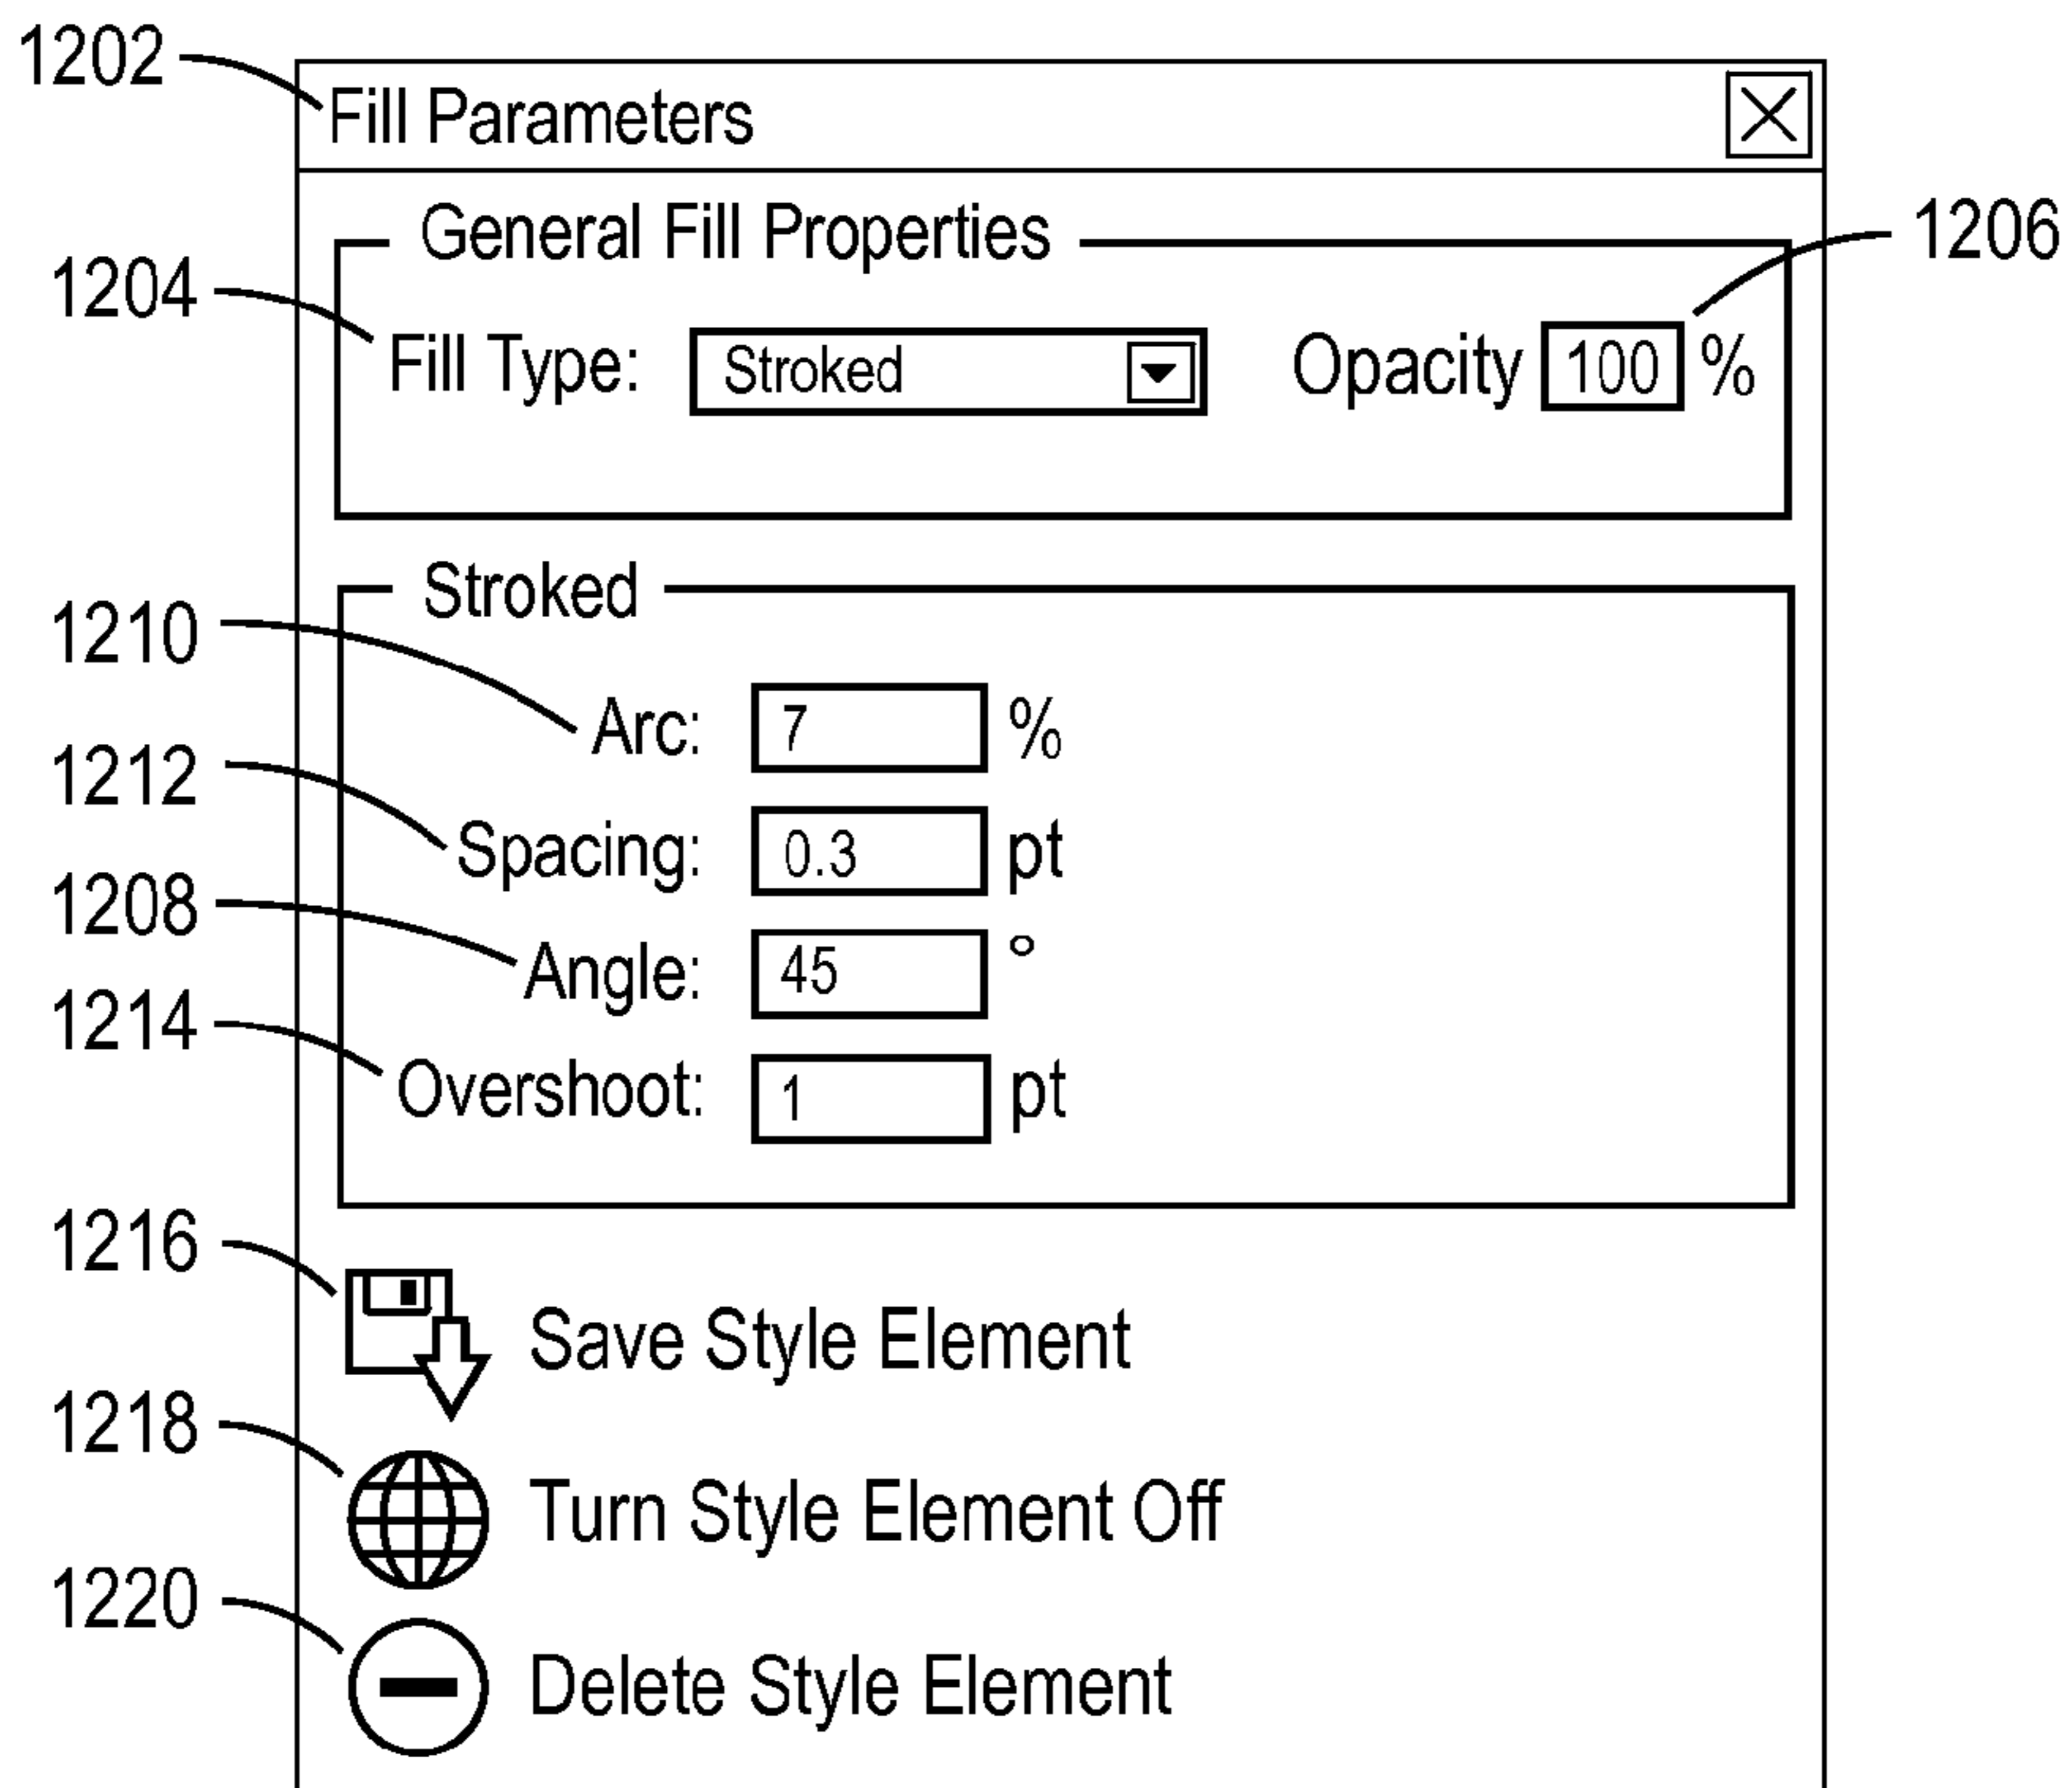 1202
Fill Parameters
General Fill Properties
1206
1204
Fill Type: Stroked Opacity 100 %
Stroked
1210
Arc: 7 %
1212
Spacing: 0.3 pt
1208
Angle: 45 °
1214
Overshoot: 1 pt
1216
Save Style Element
1218
Turn Style Element Off
1220
Delete Style Element